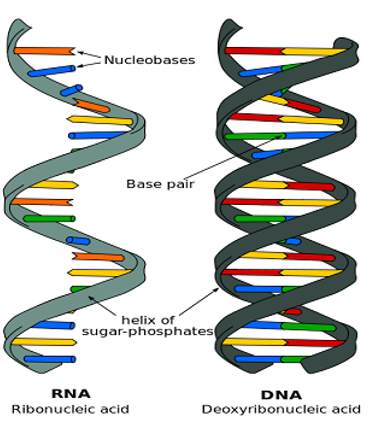 Nucleobases
Base pair
helix of
sugar-phosphates
RNA
Ribonucleic acid
DNA
Deoxyribonucleic acid